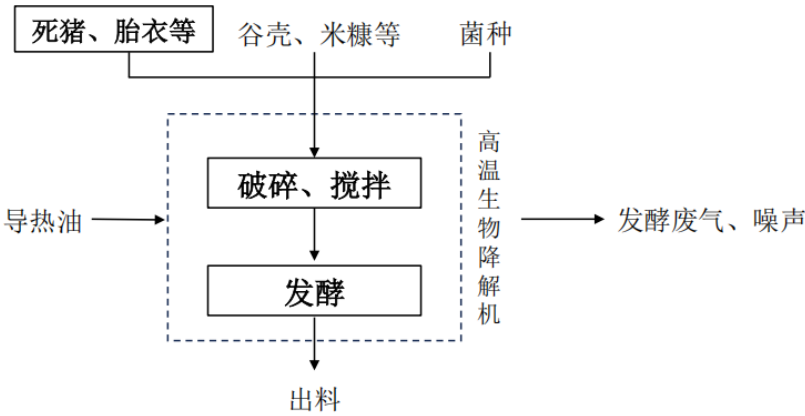 死猪、胎衣等
谷壳、米糠等
菌种
破碎、搅拌
高温生物降解机
导热油
发酵废气、噪声
发酵
出料